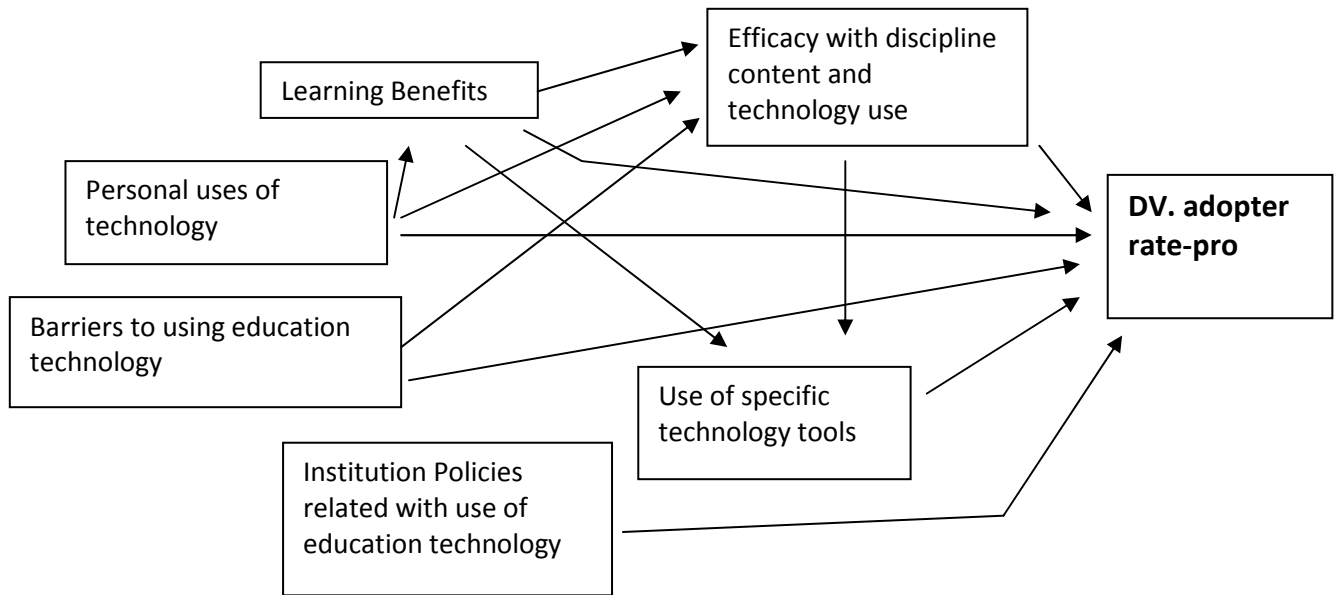 Efficacy with discipline
content and
technology use
Learning Benefits
Personal uses of
technology
DV. adopter
rate-pro
Barriers to using education
technology
Use of specific
technology tools
Institution Policies
related with use of
education technology